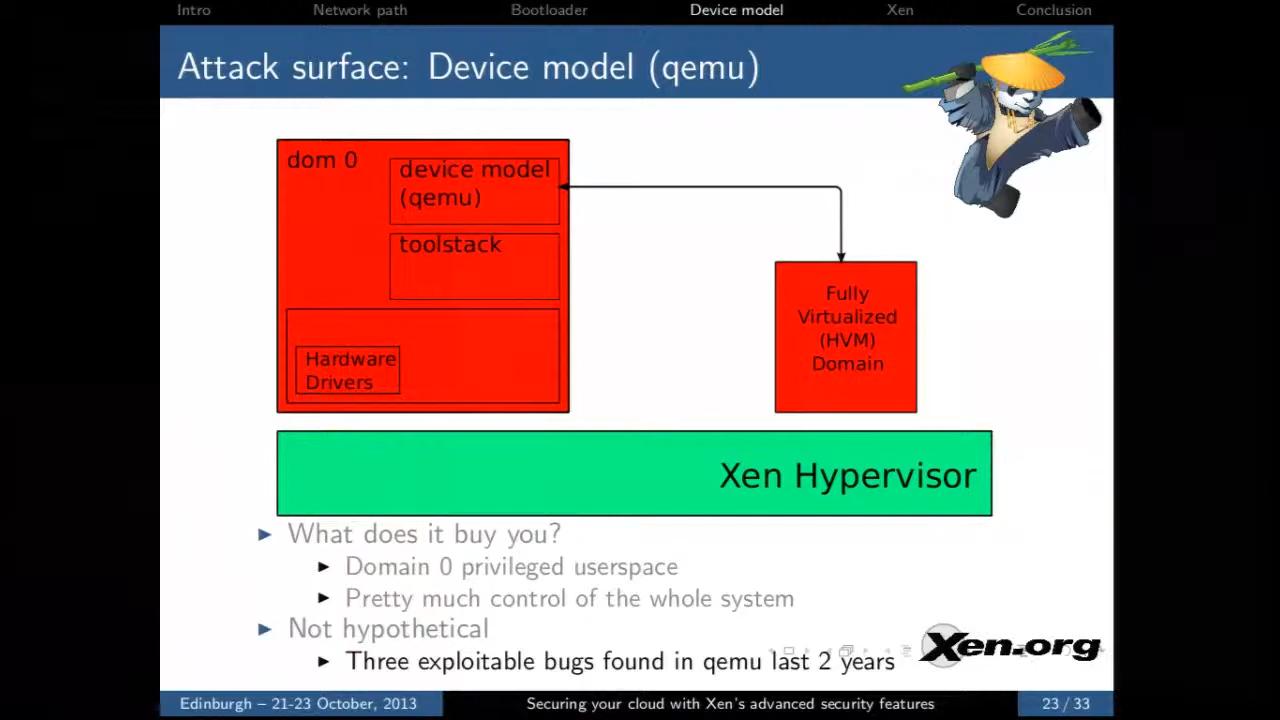 Intro Network path Bootloader Device model Xen Conclusion
Attack surface: Device model (qemu)
dom 0
device model
(qemu)
toolstack
Hardware
Drivers
Fully
Virtualized
(HVM)
Domain
Xen Hypervisor
What does it buy you?
Domain 0 privileged userspace
Pretty much control of the whole system
Not hypothetical
Three exploitable bugs found in qemu last 2 years
Xen.org
Edinburgh – 21-23 October, 2013 Securing your cloud with Xen's advanced security features 23 / 33